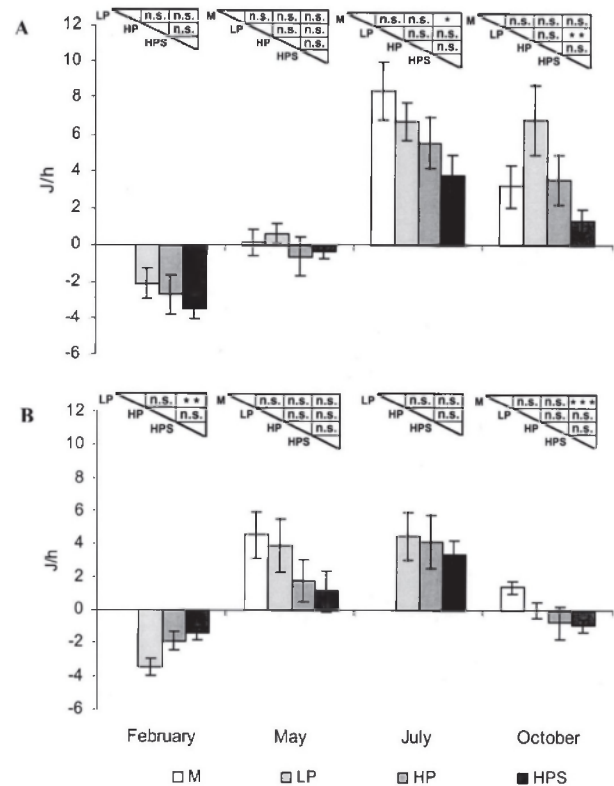 A
LP n.s. n.s.
HP n.s.
HPS
M n.s. n.s. n.s.
LP n.s. n.s.
HP n.s.
HPS
M n.s. n.s. *
LP n.s. n.s.
HP n.s.
HPS
M n.s. n.s. n.s.
LP n.s. **
HP n.s.
HPS
12
10
8
6
4
2
0
-2
-4
-6
J/h
B
LP n.s. **
HP n.s.
HPS
M n.s. n.s. n.s.
LP n.s. n.s.
HP n.s.
HPS
LP n.s. n.s.
HP n.s.
HPS
M n.s. n.s. ***
LP n.s. n.s.
HP n.s.
HPS
12
10
8
6
4
2
0
-2
-4
-6
J/h
February May July October
M LP HP HPS